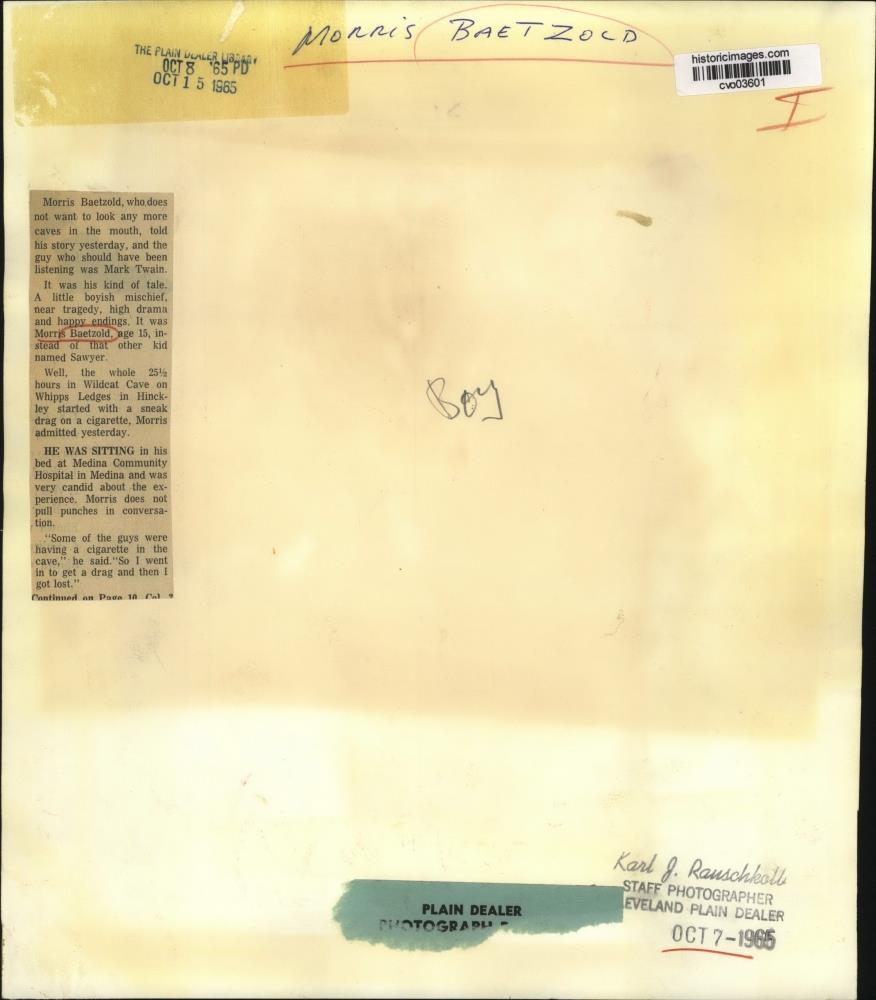 MORRIS BAETZOLD
THE PLAIN DEALER LIBRARY
OCT 8 '65 PD
OCT 15 1965
historicimages.com
cvo03601
I
Morris Baetzold, who does
not want to look any more
caves in the mouth, told
his story yesterday, and the
guy who should have been
listening was Mark Twain.
It was his kind of tale.
A little boyish mischief,
near tragedy, high drama
and happy endings. It was
Morris Baetzold, age 15, in-
stead of that other kid
named Sawyer.
Well, the whole 25½
hours in Wildcat Cave on
Whipps Ledges in Hinck-
ley started with a sneak
drag on a cigarette, Morris
admitted yesterday.
HE WAS SITTING in his
bed at Medina Community
Hospital in Medina and was
very candid about the ex-
perience. Morris does not
pull punches in conversa-
tion.
"Some of the guys were
having a cigarette in the
cave," he said. "So I went
in to get a drag and then I
got lost."
Continued on Page 10, Col.
Boy
PLAIN DEALER
PHOTOGRAPH
Karl J. Rauschkolb
STAFF PHOTOGRAPHER
EVELAND PLAIN DEALER
OCT 7-1965